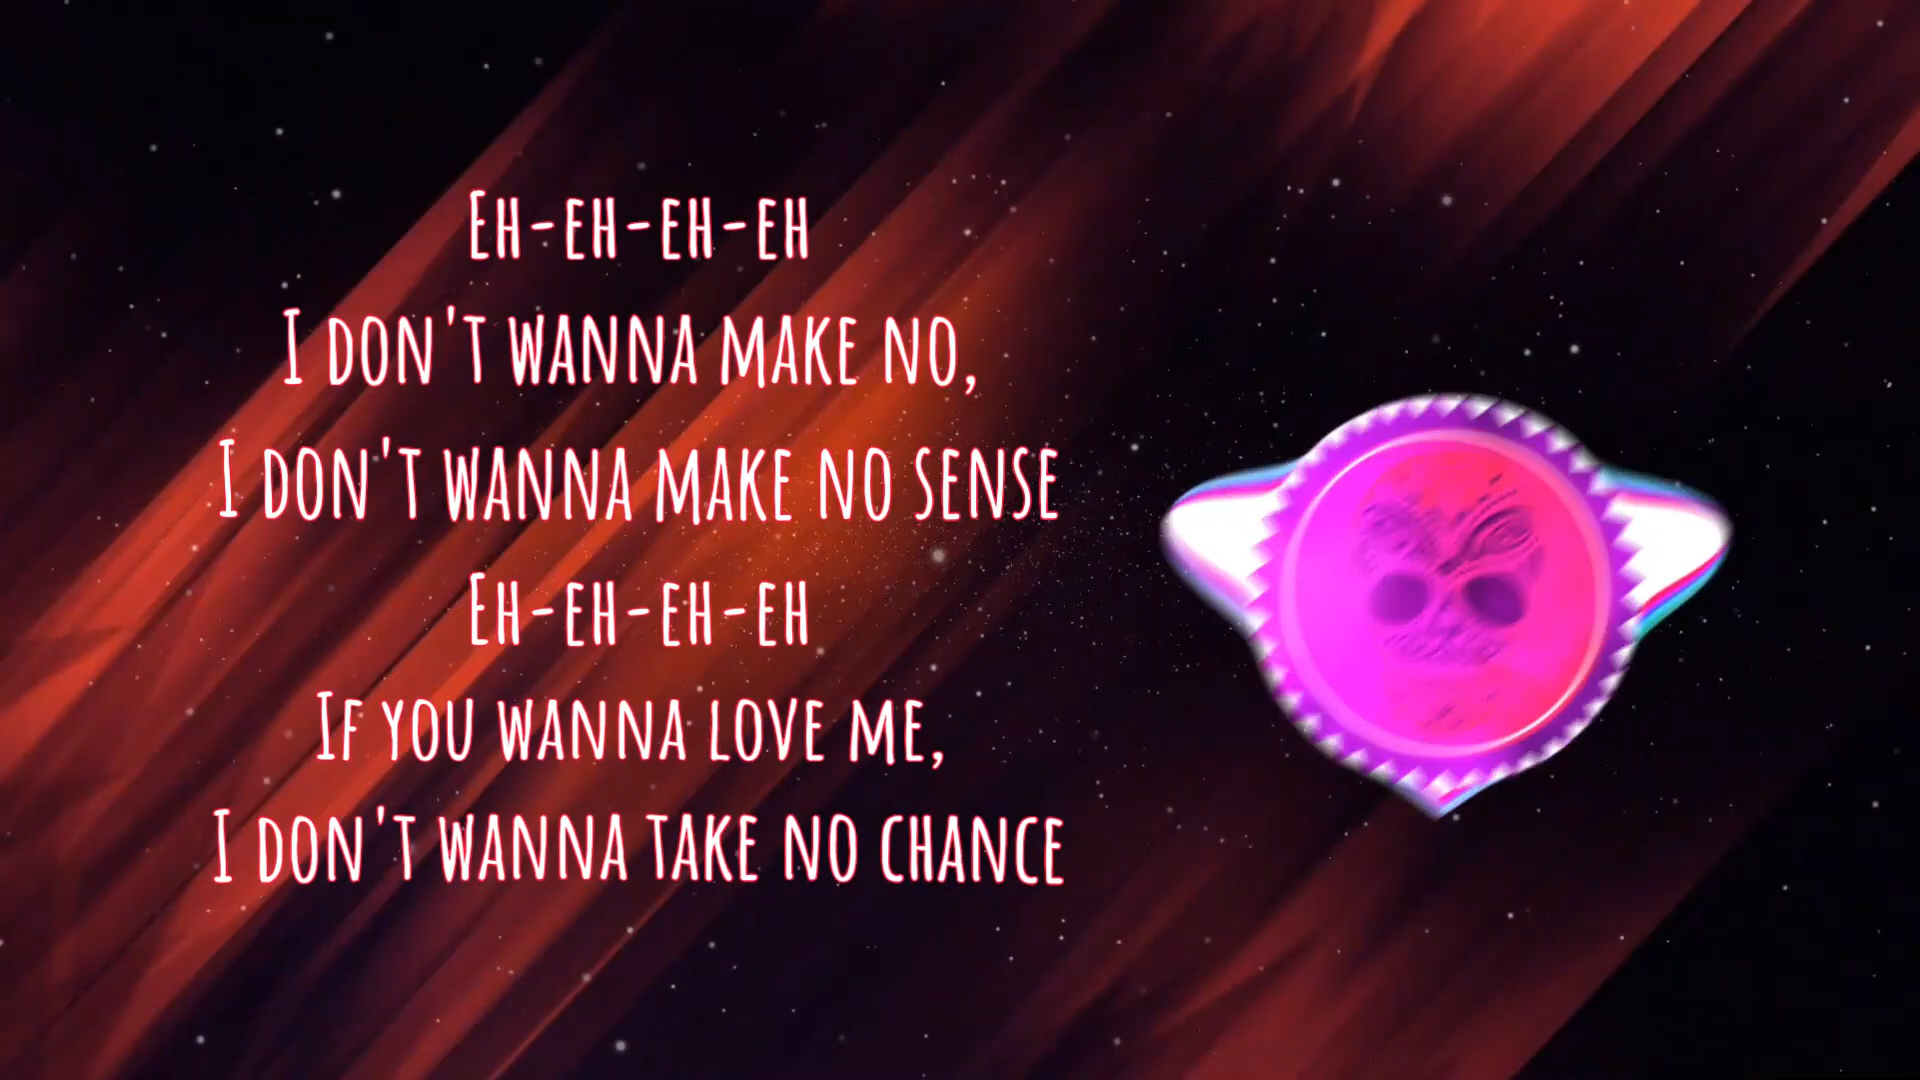 Eh-eh-eh-eh
I don't wanna make no,
I don't wanna make no sense
Eh-eh-eh-eh
If you wanna love me,
I don't wanna take no chance